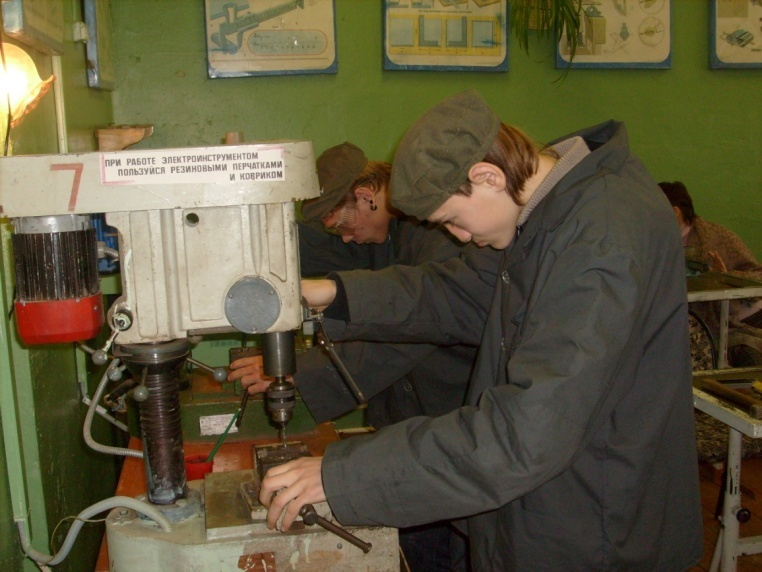 7
ПРИ РАБОТЕ ЭЛЕКТРОИНСТРУМЕНТОМ
ПОЛЬЗУЙСЯ РЕЗИНОВЫМИ ПЕРЧАТКАМИ
И КОВРИКОМ